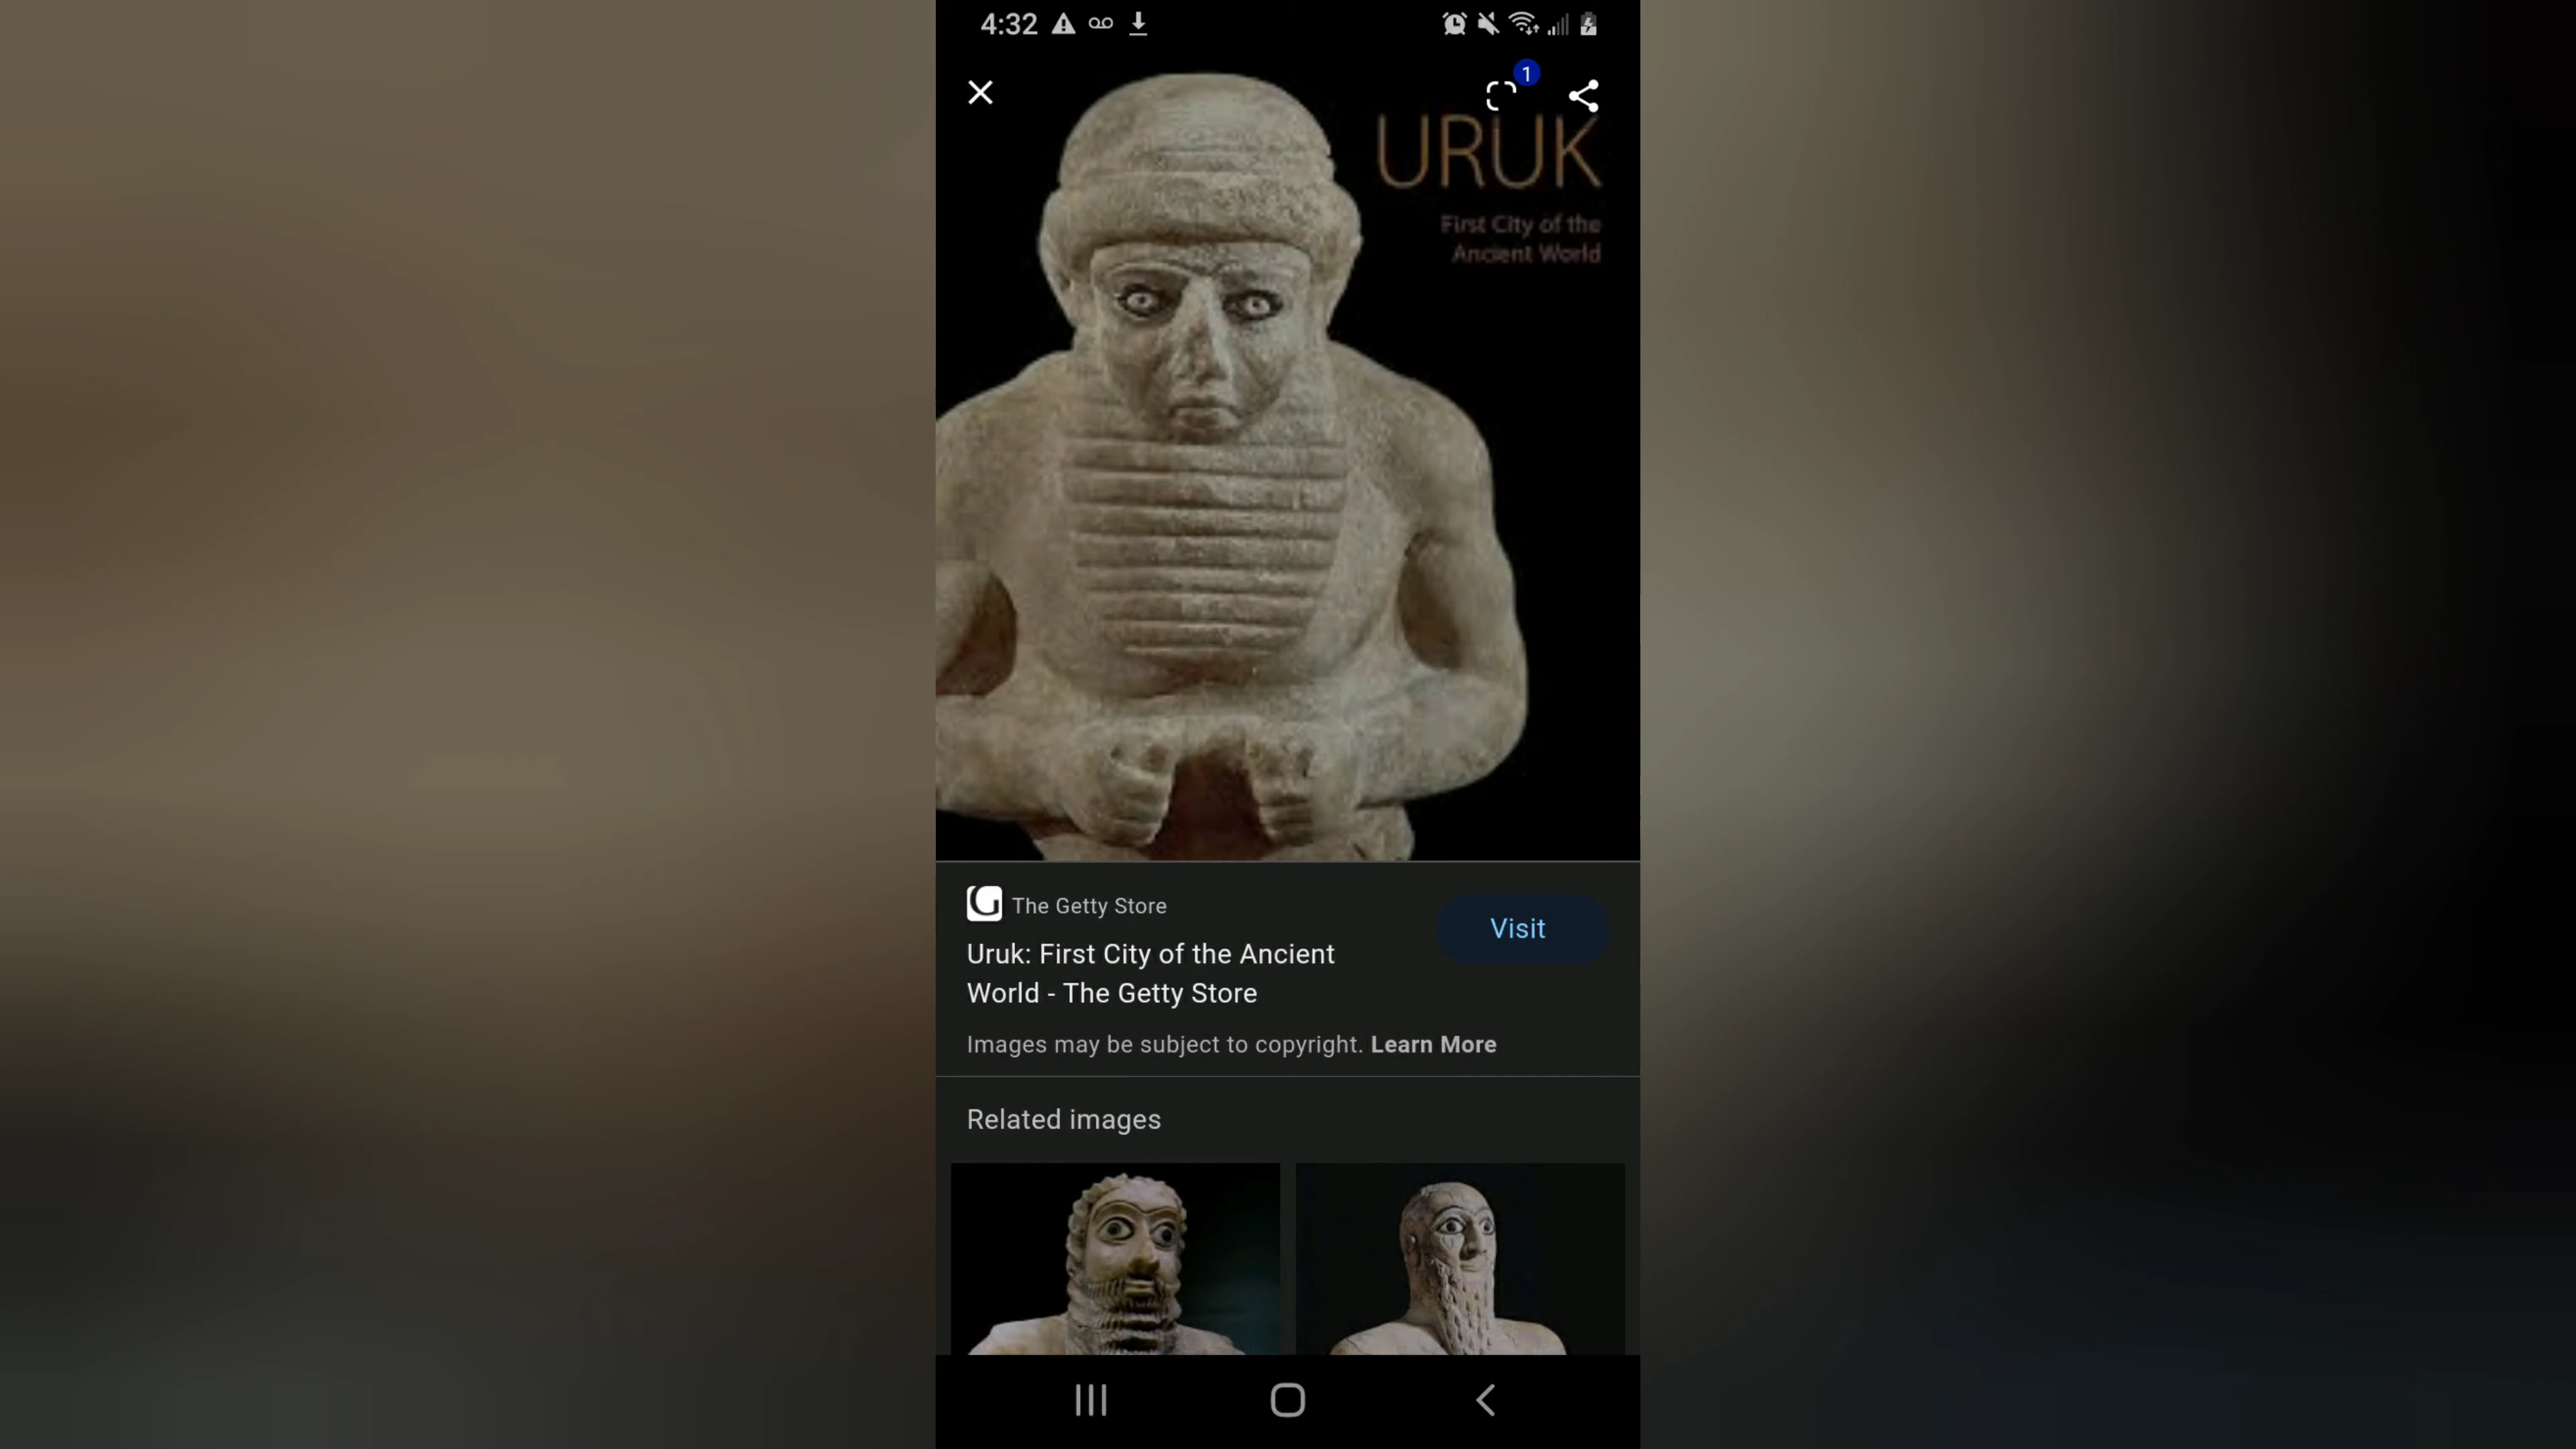 4:32
1
URUK
First City of the
Ancient World
G The Getty Store
Visit
Uruk: First City of the Ancient
World - The Getty Store
Images may be subject to copyright. Learn More
Related images